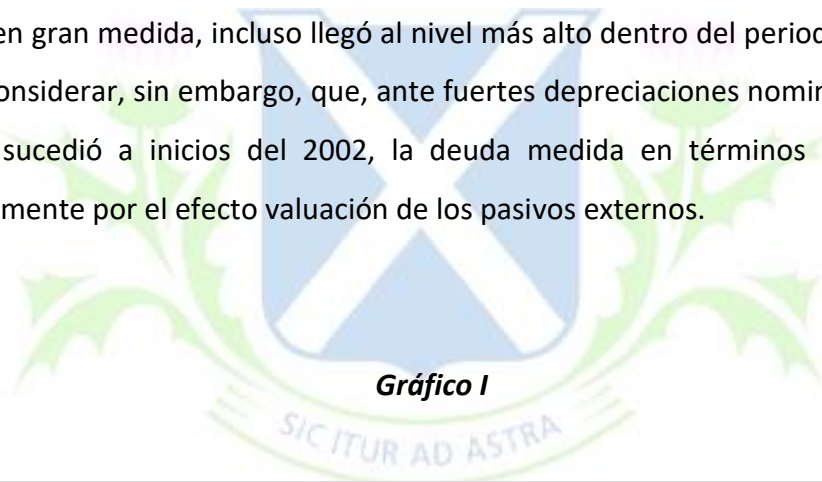 en gran medida, incluso llegó al nivel más alto dentro del perio
onsiderar, sin embargo, que, ante fuertes depreciaciones nomin
sucedió a inicios del 2002, la deuda medida en términos
mente por el efecto valuación de los pasivos externos.
Gráfico I
SIC ITUR AD ASTRA